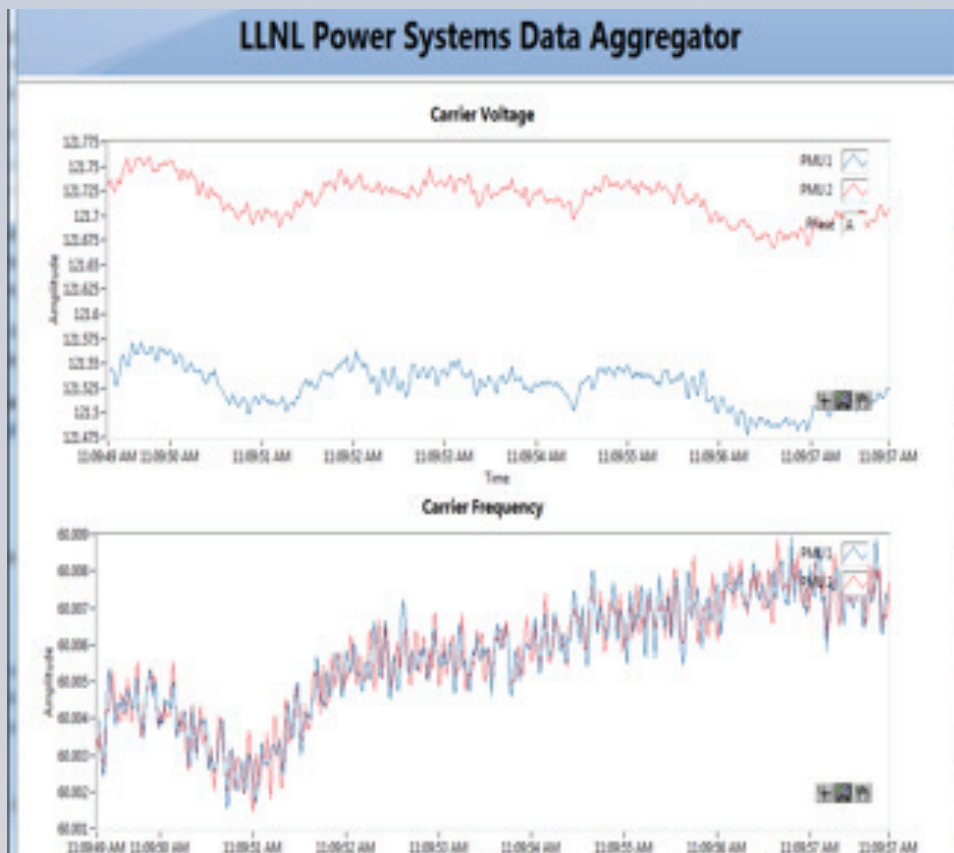 LLNL Power Systems Data Aggregator
Carrier Voltage
121.775
121.75
121.725
121.7
121.675
121.65
121.625
121.6
121.575
121.55
121.525
121.5
121.475
Amplitude
PMU1
PMU2
A
11:09:49 AM 11:09:50 AM 11:09:51 AM 11:09:52 AM 11:09:53 AM 11:09:54 AM 11:09:55 AM 11:09:56 AM 11:09:57 AM 11:09:57 AM
Time
Carrier Frequency
60.009
60.008
60.007
60.006
60.005
60.004
60.003
60.002
60.001
Amplitude
PMU1
PMU2
11:09:49 AM 11:09:50 AM 11:09:51 AM 11:09:52 AM 11:09:53 AM 11:09:54 AM 11:09:55 AM 11:09:56 AM 11:09:57 AM 11:09:57 AM